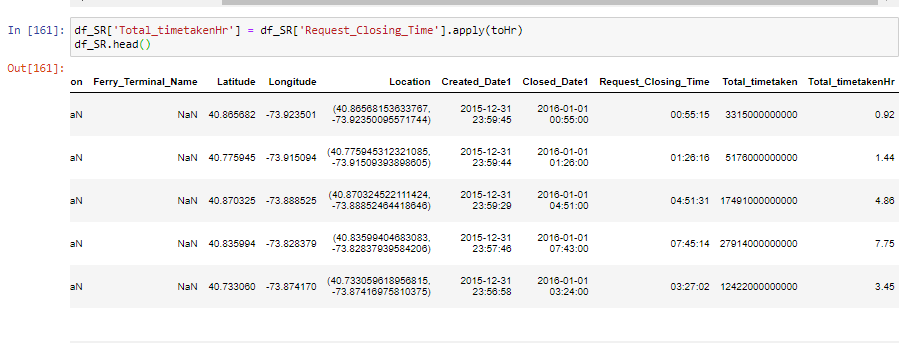 In [161]: df_SR['Total_timetakenHr'] = df_SR['Request_Closing_Time'].apply(toHr)
df_SR.head()
Out[161]:
on Ferry_Terminal_Name Latitude Longitude Location Created_Date1 Closed_Date1 Request_Closing_Time Total_timetaken Total_timetakenHr
aN NaN 40.865682 -73.923501 (40.86568153633767, -73.92350095571744) 2015-12-31 23:59:45 2016-01-01 00:55:00 00:55:15 3315000000000 0.92
aN NaN 40.775945 -73.915094 (40.775945312321085, -73.91509393898605) 2015-12-31 23:59:44 2016-01-01 01:26:00 01:26:16 5176000000000 1.44
aN NaN 40.870325 -73.888525 (40.870324522111424, -73.88852464418646) 2015-12-31 23:59:29 2016-01-01 04:51:00 04:51:31 17491000000000 4.86
aN NaN 40.835994 -73.828379 (40.83599404683083, -73.82837939584206) 2015-12-31 23:57:46 2016-01-01 07:43:00 07:45:14 27914000000000 7.75
aN NaN 40.733060 -73.874170 (40.733059618956815, -73.87416975810375) 2015-12-31 23:56:58 2016-01-01 03:24:00 03:27:02 12422000000000 3.45